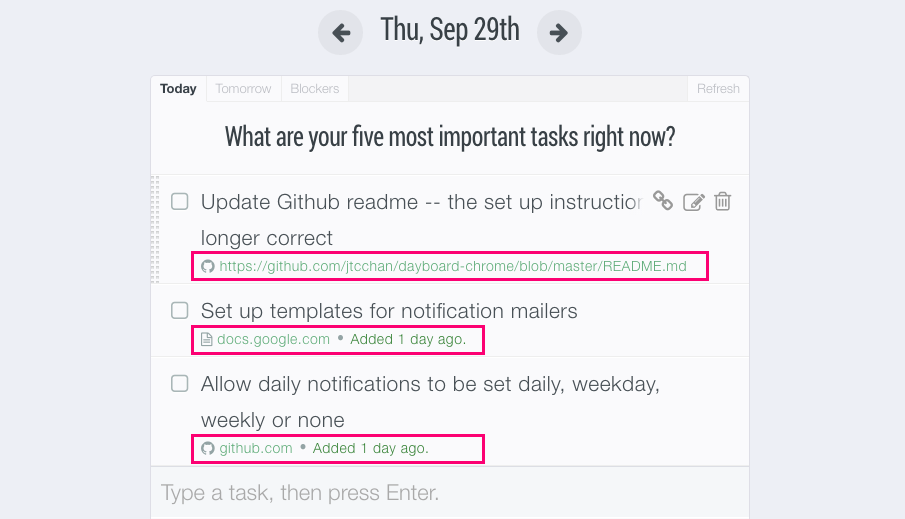 Thu, Sep 29th
Today Tomorrow Blockers Refresh
What are your five most important tasks right now?
Update Github readme -- the set up instruction
longer correct
https://github.com/jtcchan/dayboard-chrome/blob/master/README.md
Set up templates for notification mailers
docs.google.com • Added 1 day ago.
Allow daily notifications to be set daily, weekday,
weekly or none
github.com • Added 1 day ago.
Type a task, then press Enter.